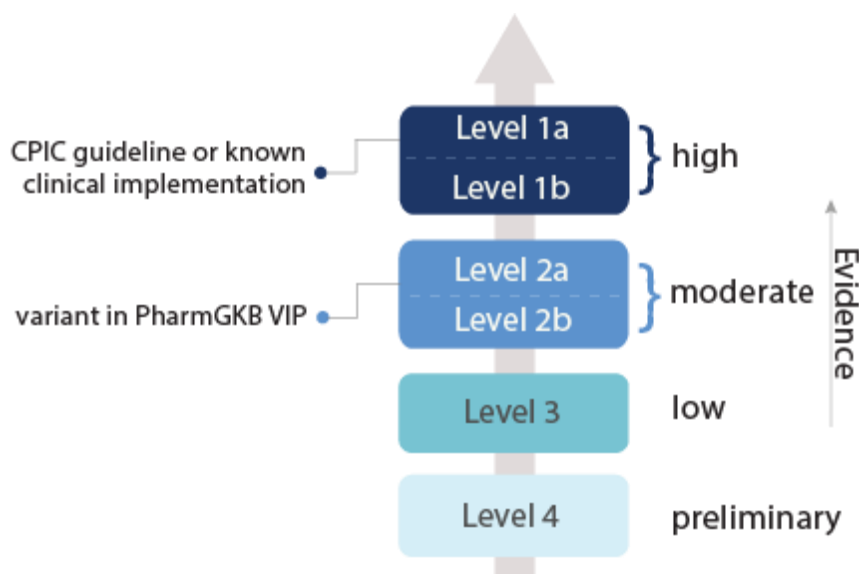 Level 1a
CPIC guideline or known
clinical implementation
high
Level 1b
Level 2a
moderate
variant in PharmGKB VIP
Level 2b
Evidence
Level 3
low
Level 4
preliminary